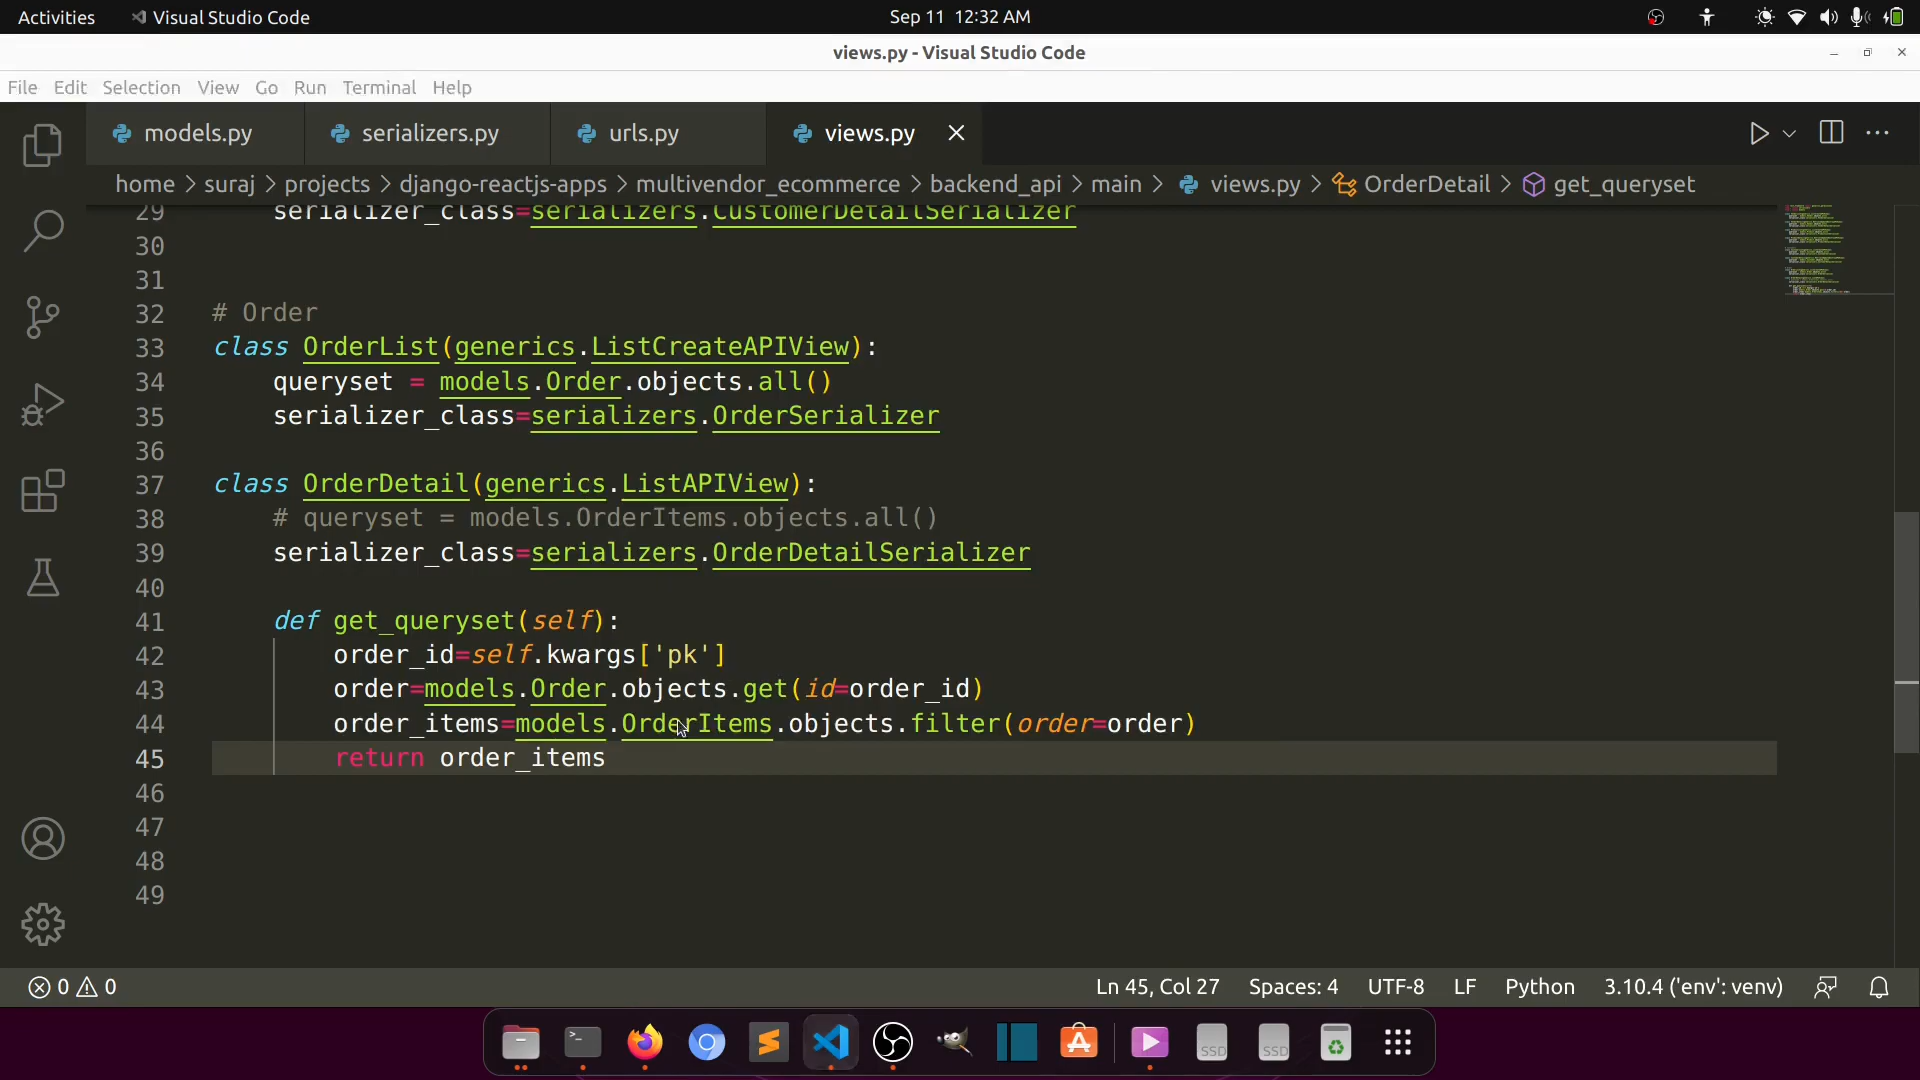 Activities Visual Studio Code Sep 11 12:32 AM
views.py - Visual Studio Code
File Edit Selection View Go Run Terminal Help
models.py serializers.py urls.py views.py
home > suraj > projects > django-reactjs-apps > multivendor_ecommerce > backend_api > main > views.py > OrderDetail > get_queryset
29 serializer_class=serializers.CustomerDetailSerializer
30
31
32 # Order
33 class OrderList(generics.ListCreateAPIView):
34 queryset = models.Order.objects.all()
35 serializer_class=serializers.OrderSerializer
36
37 class OrderDetail(generics.ListAPIView):
38 # queryset = models.OrderItems.objects.all()
39 serializer_class=serializers.OrderDetailSerializer
40
41 def get_queryset(self):
42 order_id=self.kwargs['pk']
43 order=models.Order.objects.get(id=order_id)
44 order_items=models.OrderItems.objects.filter(order=order)
45 return order_items
46
47
48
49
0 0 Ln 45, Col 27 Spaces: 4 UTF-8 LF Python 3.10.4 ('env': venv)
SSD SSD